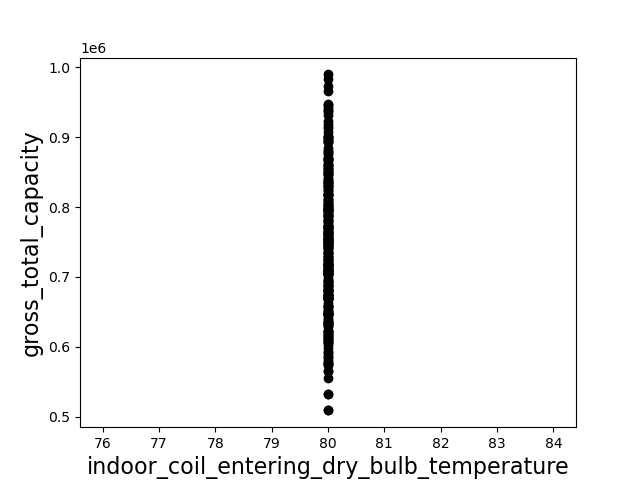 1e6
1.0
0.9
0.8
0.7
0.6
0.5
gross_total_capacity
76 77 78 79 80 81 82 83 84
indoor_coil_entering_dry_bulb_temperature